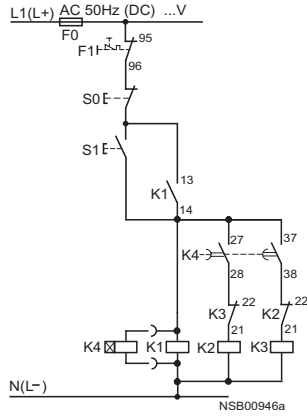 L1(L+) AC 50Hz (DC) ...V
F0
F1 95
96
S0
S1
13
K1
14
27 37
K4
28 38
K3 22 K2 22
21 21
K4 K1 K2 K3
N(L–)
NSB00946a